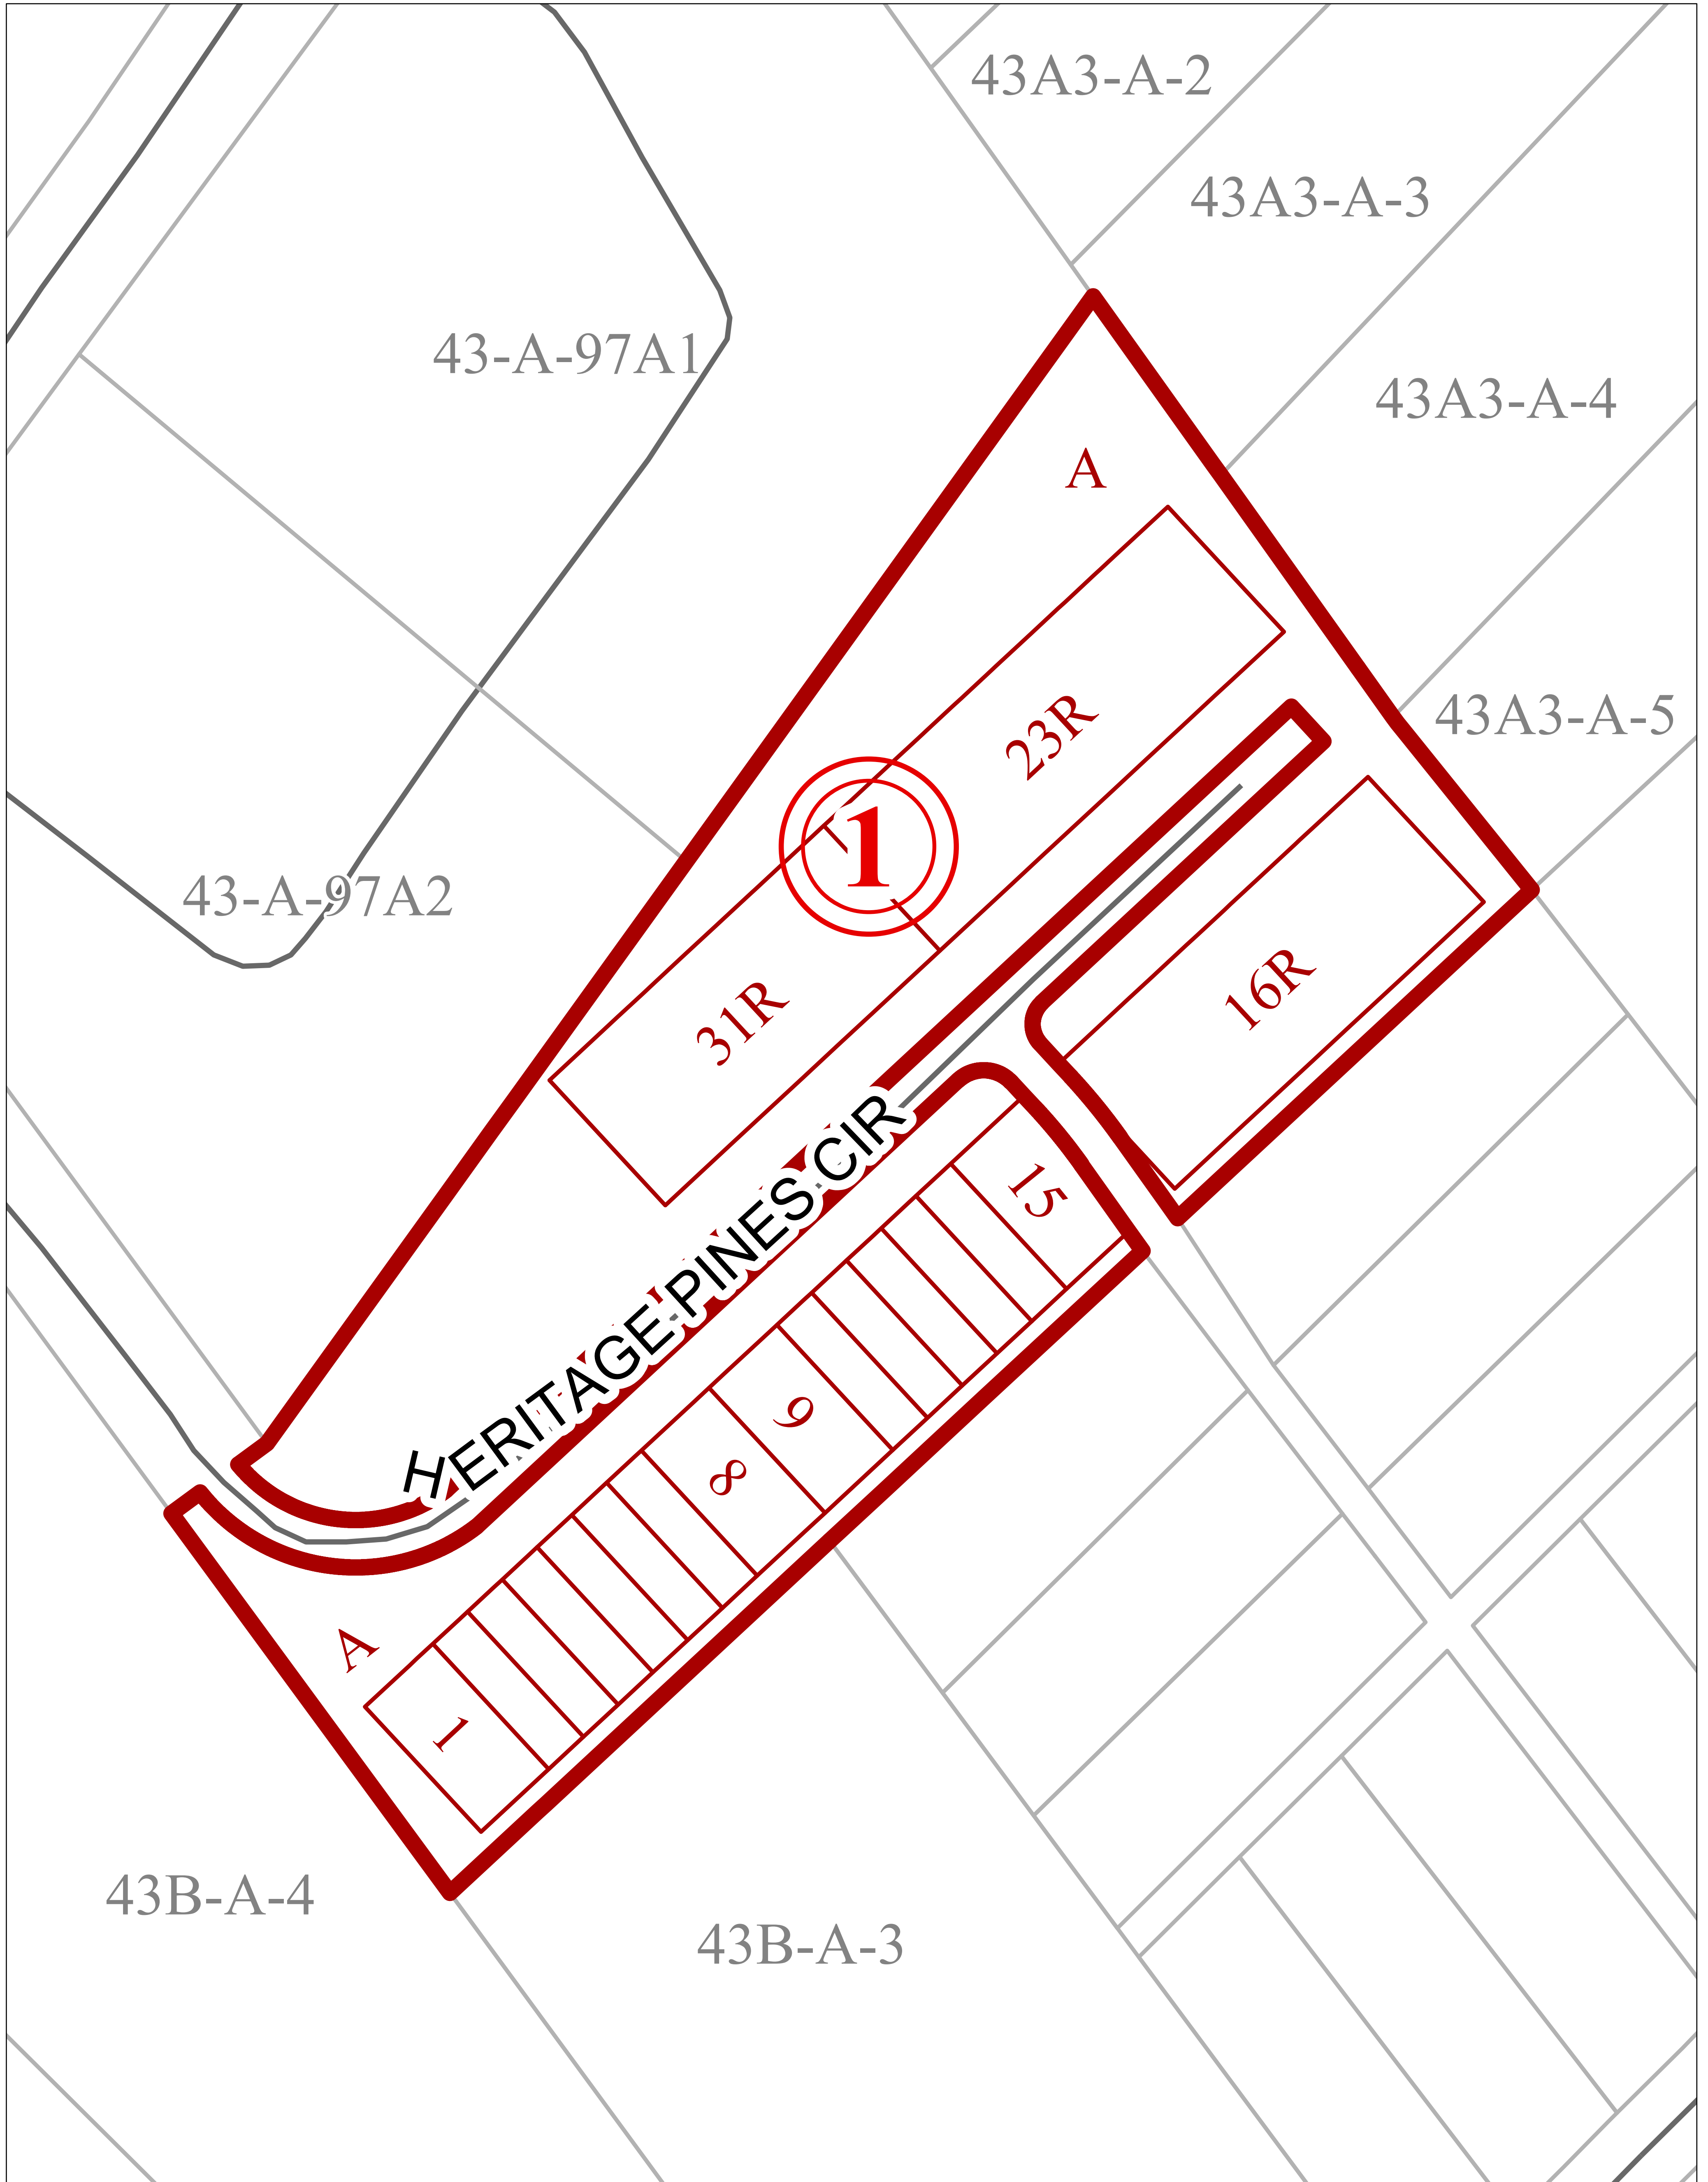 43A3-A-2
43A3-A-3
43-A-97A1
43A3-A-4
A
43A3-A-5
23R
1
43-A-97A2
16R
31R
HERITAGE PINES CIR
15
9
8
A
1
43B-A-4
43B-A-3